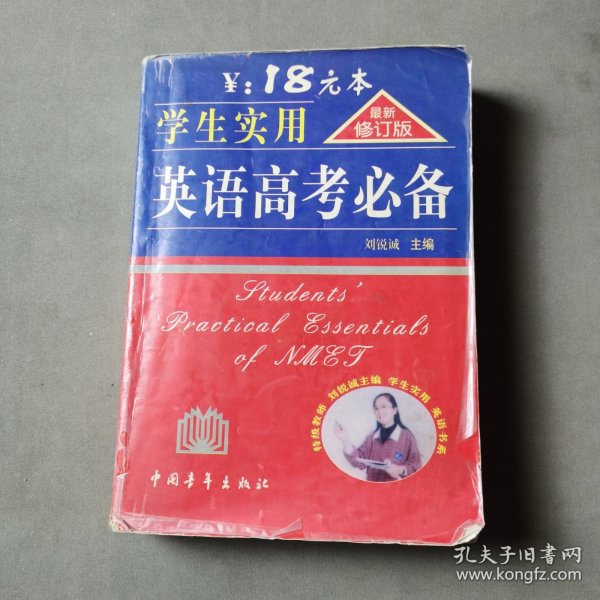 ¥:18元本
学生实用
最新
修订版
英语高考必备
刘锐诚 主编
Students'
Practical Essentials
of NMET
特级教师 刘锐诚主编 学生实用 英语书系
中国青年出版社
孔夫子旧书网
www.kongfz.com